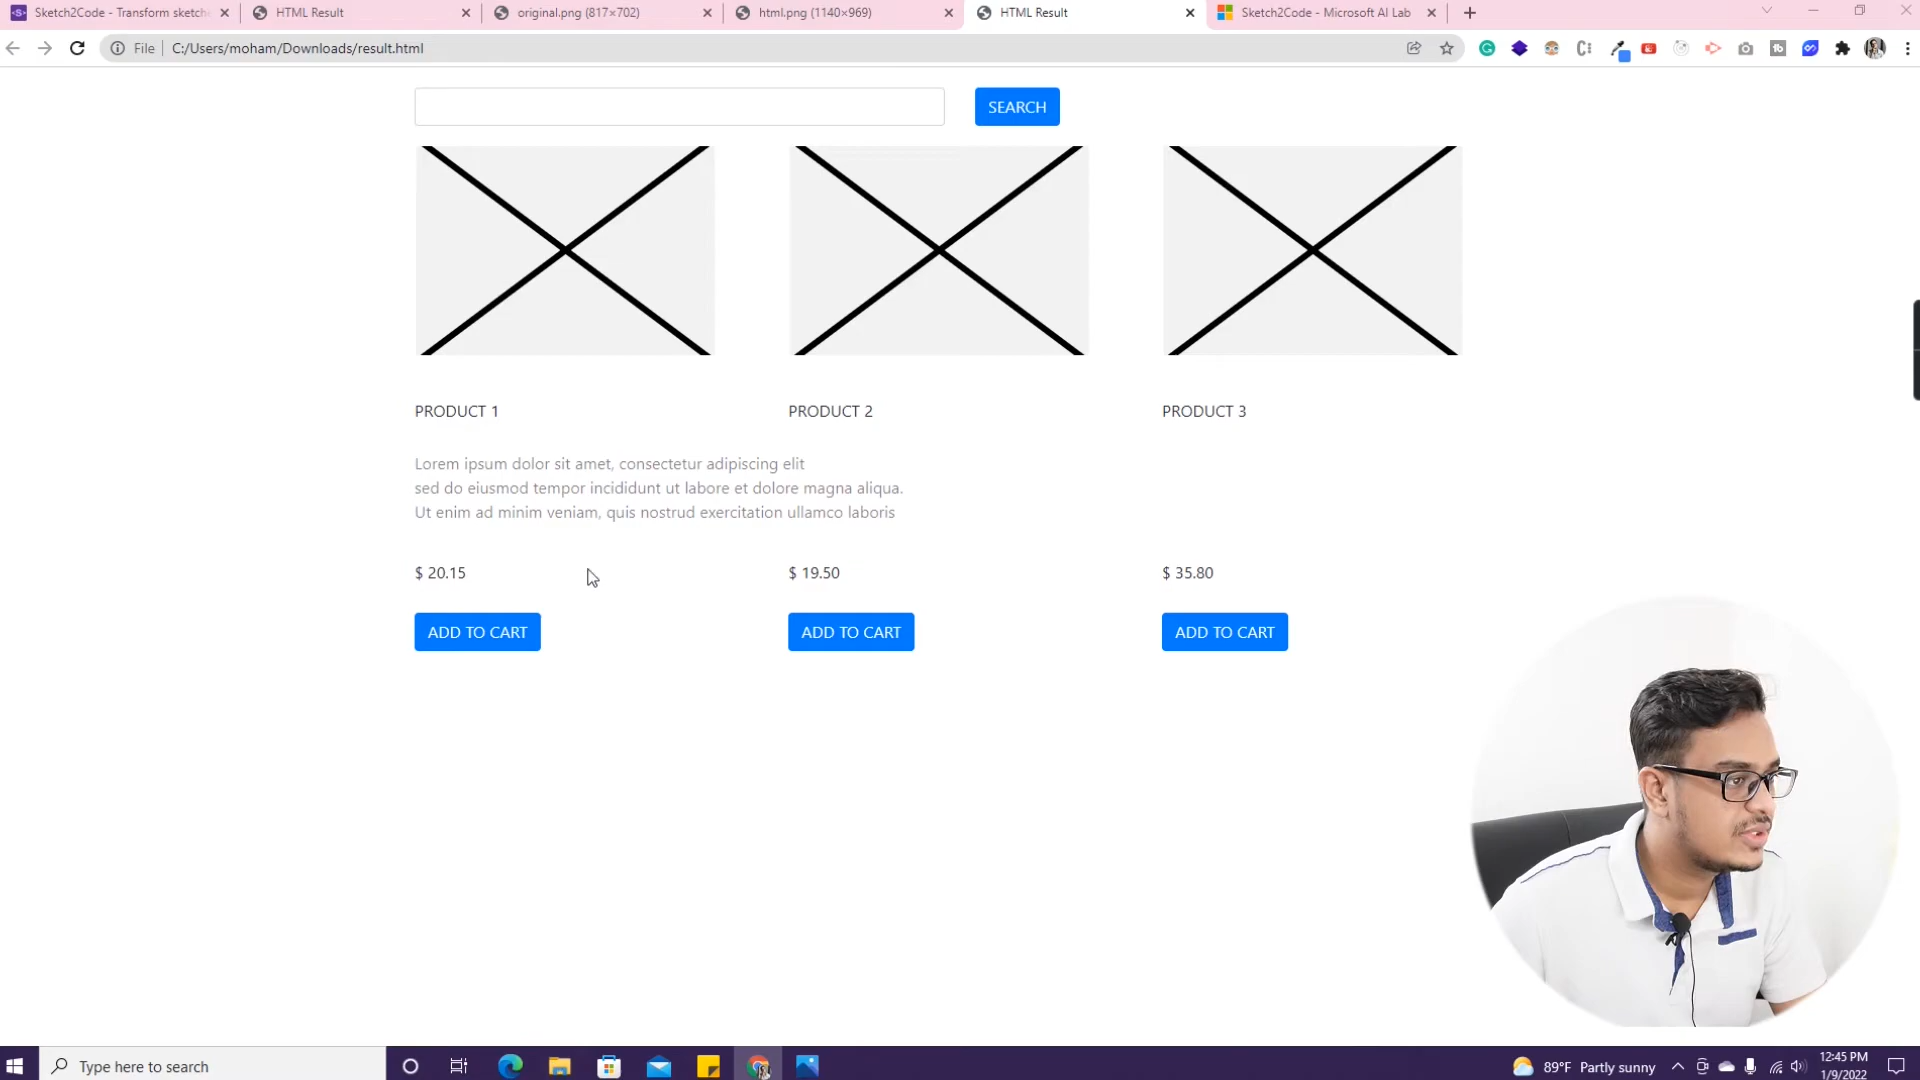 Sketch2Code - Transform sketche
HTML Result
original.png (817×702)
html.png (1140×969)
HTML Result
Sketch2Code - Microsoft AI Lab
File
C:/Users/moham/Downloads/result.html
SEARCH
PRODUCT 1
PRODUCT 2
PRODUCT 3
Lorem ipsum dolor sit amet, consectetur adipiscing elit
sed do eiusmod tempor incididunt ut labore et dolore magna aliqua.
Ut enim ad minim veniam, quis nostrud exercitation ullamco laboris
$ 20.15
$ 19.50
$ 35.80
ADD TO CART
ADD TO CART
ADD TO CART
Type here to search
89°F Partly sunny
12:45 PM
1/9/2022